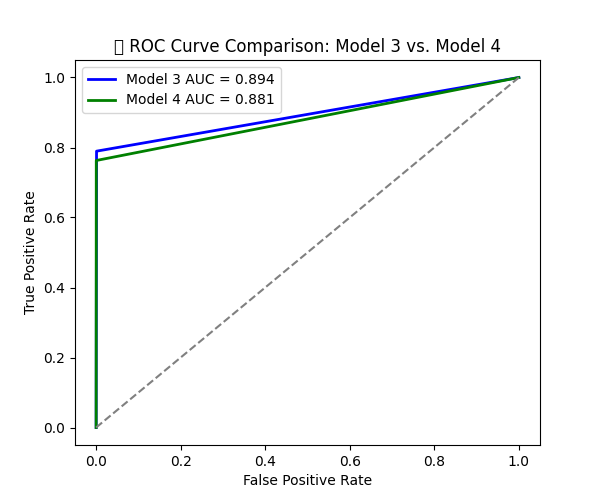 ROC Curve Comparison: Model 3 vs. Model 4
Model 3 AUC = 0.894
Model 4 AUC = 0.881
1.0
0.8
0.6
0.4
0.2
0.0
True Positive Rate
0.0 0.2 0.4 0.6 0.8 1.0
False Positive Rate